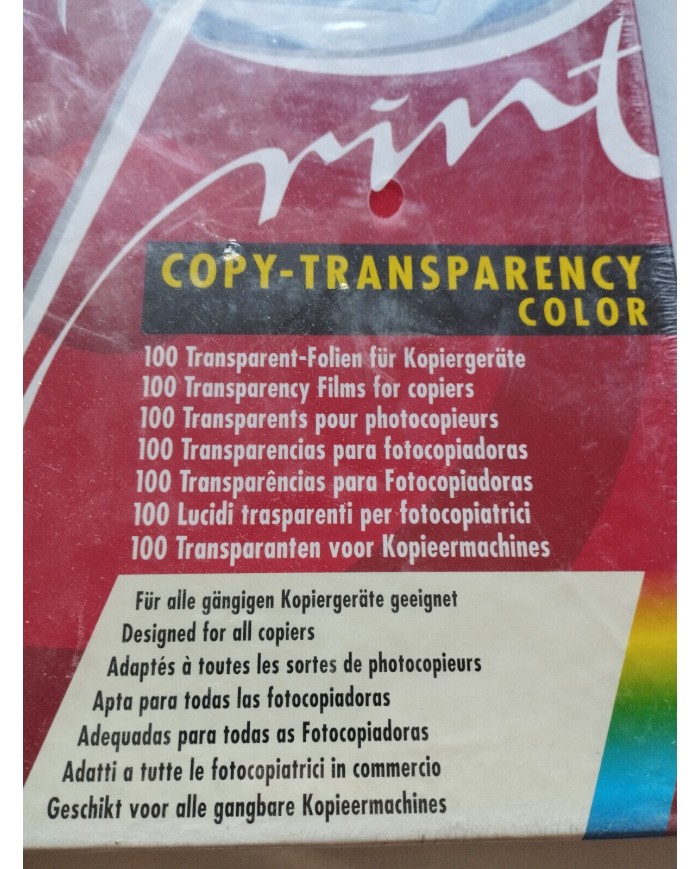 Print
COPY-TRANSPARENCY
COLOR
100 Transparent-Folien für Kopiergeräte
100 Transparency Films for copiers
100 Transparents pour photocopieurs
100 Transparencias para fotocopiadoras
100 Transparências para Fotocopiadoras
100 Lucidi trasparenti per fotocopiatrici
100 Transparanten voor Kopieermachines
Für alle gängigen Kopiergeräte geeignet
Designed for all copiers
Adaptés à toutes les sortes de photocopieurs
Apta para todas las fotocopiadoras
Adequadas para todas as Fotocopiadoras
Adatti a tutte le fotocopiatrici in commercio
Geschikt voor alle gangbare Kopieermachines